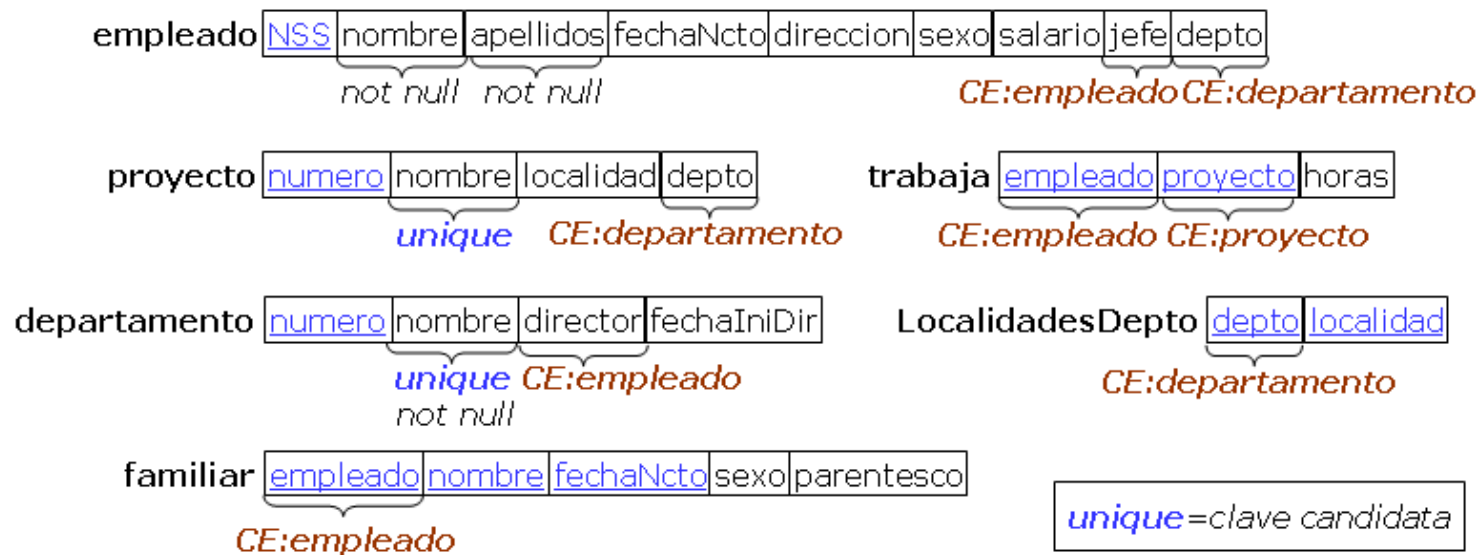 empleado NSS nombre apellidos fechaNcto direccion sexo salario jefe depto
not null not null CE:empleado CE:departamento
proyecto numero nombre localidad depto
unique CE:departamento
trabaja empleado proyecto horas
CE:empleado CE:proyecto
departamento numero nombre director fechaIniDir
unique CE:empleado
not null
LocalidadesDepto depto localidad
CE:departamento
familiar empleado nombre fechaNcto sexo parentesco
CE:empleado
unique=clave candidata